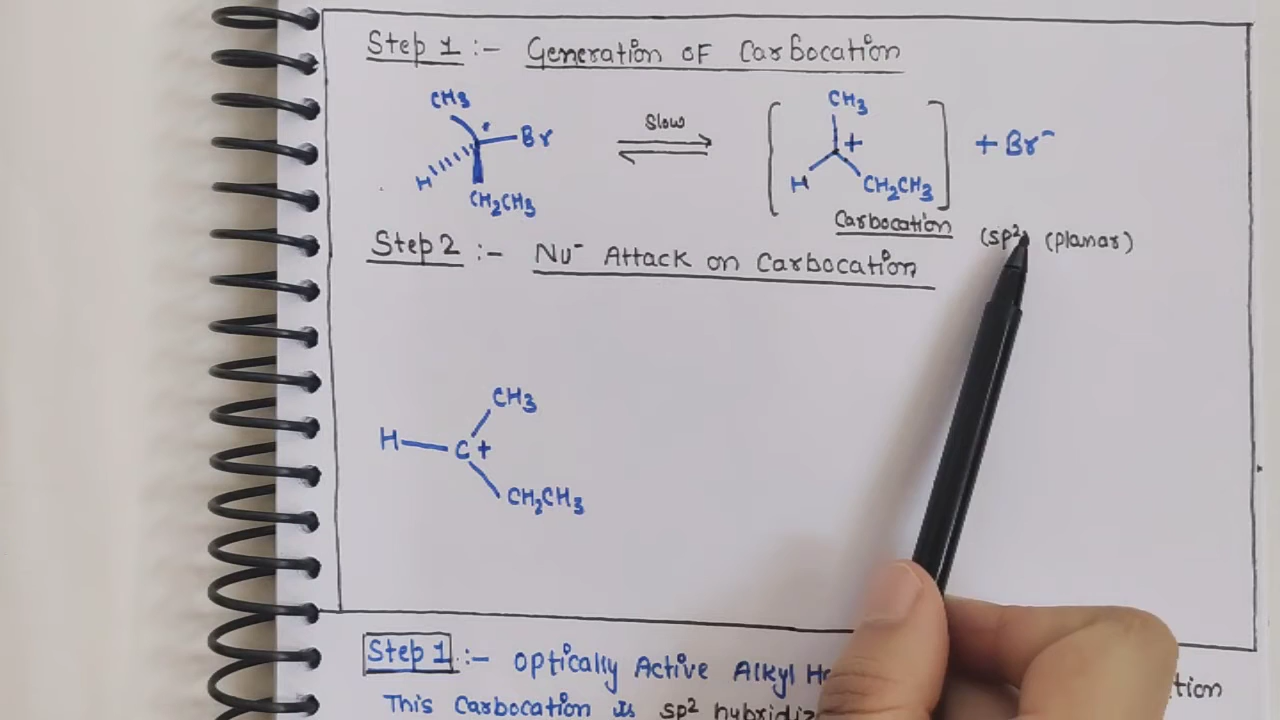 Step 1 :- Generation of Carbocation
CH3
Br
H
CH2CH3
Slow
CH3
+
H
CH2CH3
+ Br⁻
Carbocation (sp²) (planar)
Step 2 :- Nu⁻ Attack on Carbocation
CH3
H C+
CH2CH3
Step 1 :- Optically Active Alkyl
This Carbocation is sp²